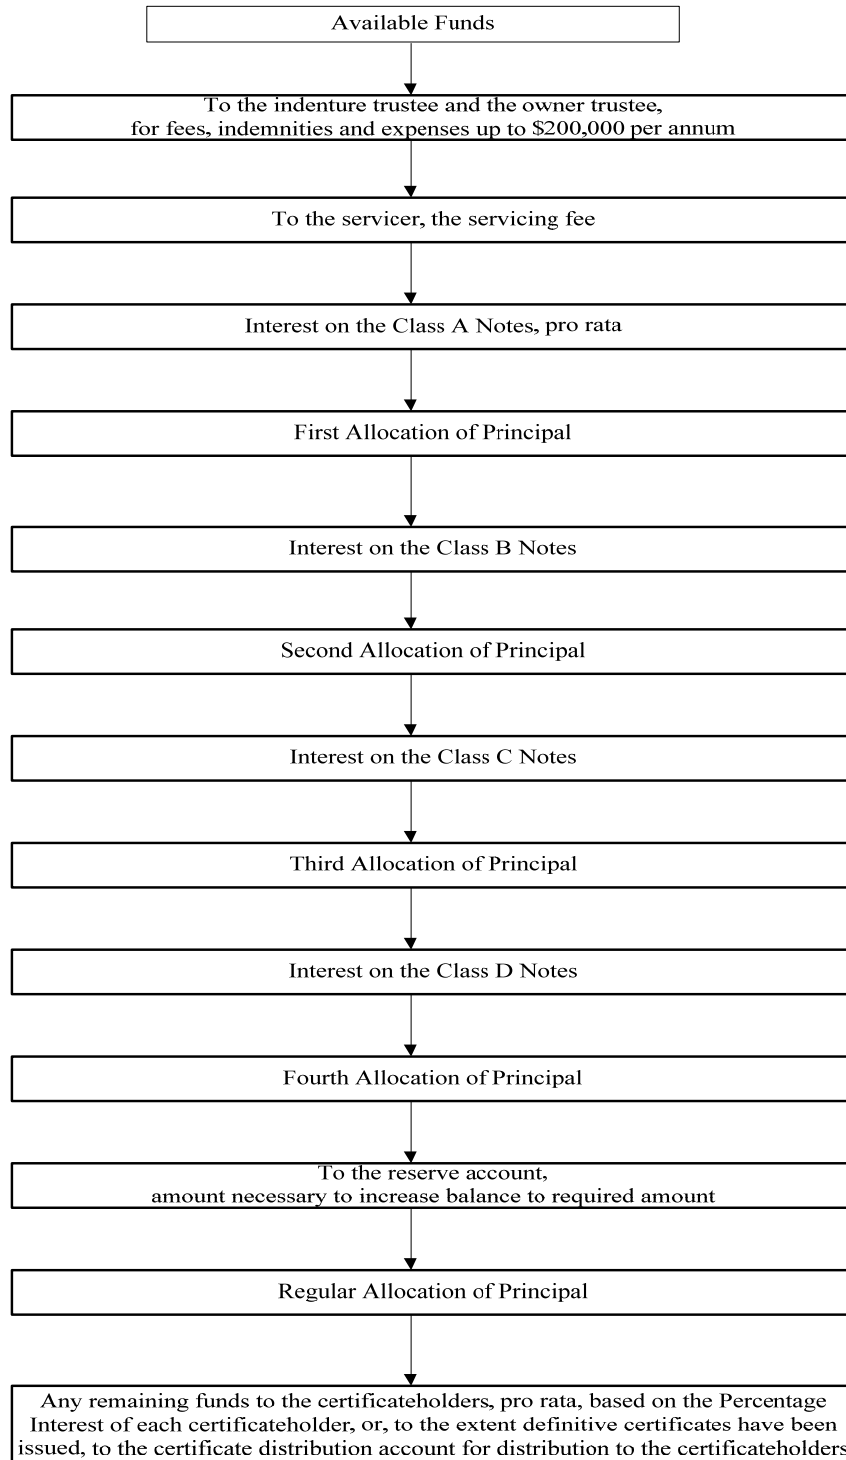 Available Funds
To the indenture trustee and the owner trustee,
for fees, indemnities and expenses up to $200,000 per annum
To the servicer, the servicing fee
Interest on the Class A Notes, pro rata
First Allocation of Principal
Interest on the Class B Notes
Second Allocation of Principal
Interest on the Class C Notes
Third Allocation of Principal
Interest on the Class D Notes
Fourth Allocation of Principal
To the reserve account,
amount necessary to increase balance to required amount
Regular Allocation of Principal
Any remaining funds to the certificateholders, pro rata, based on the Percentage
Interest of each certificateholder, or, to the extent definitive certificates have been
issued, to the certificate distribution account for distribution to the certificateholders